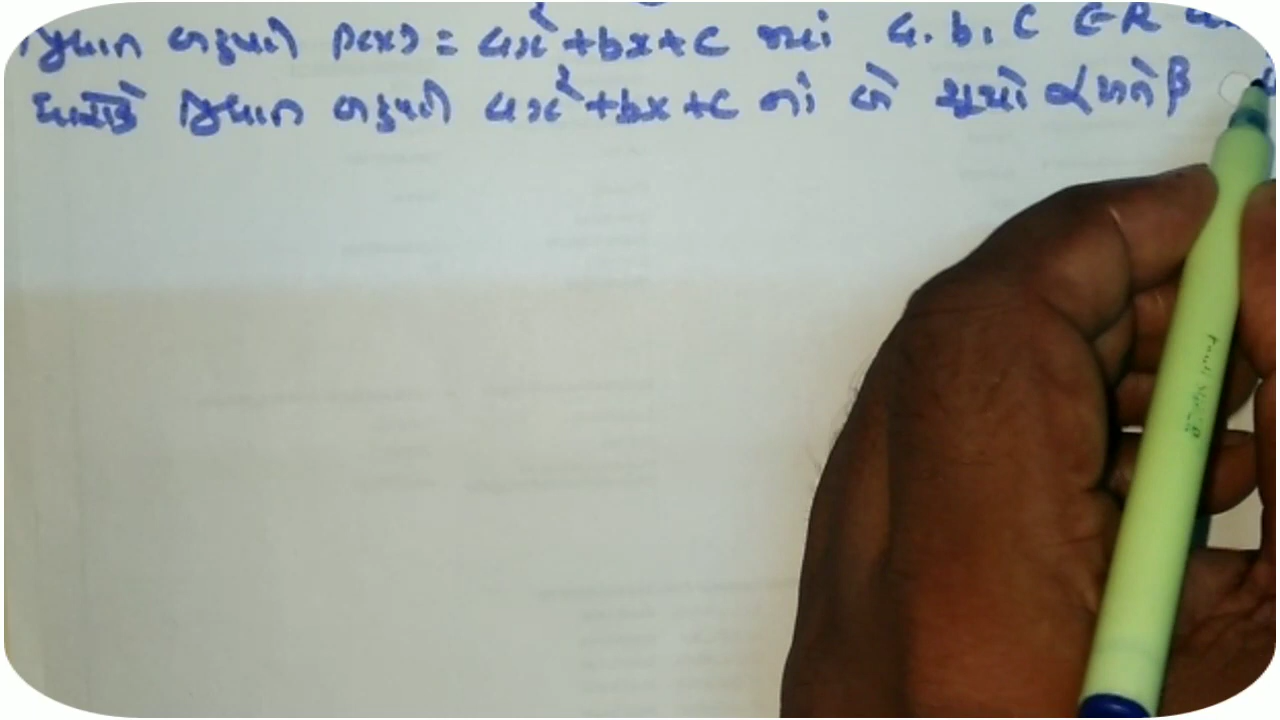 દ્વિઘાત બહુપદી P(x) = ax²+bx+c જ્યાં a, b, c ∈ R
ધારોકે દ્વિઘાત બહુપદી ax²+bx+c નાં બે શૂન્યો α અને β